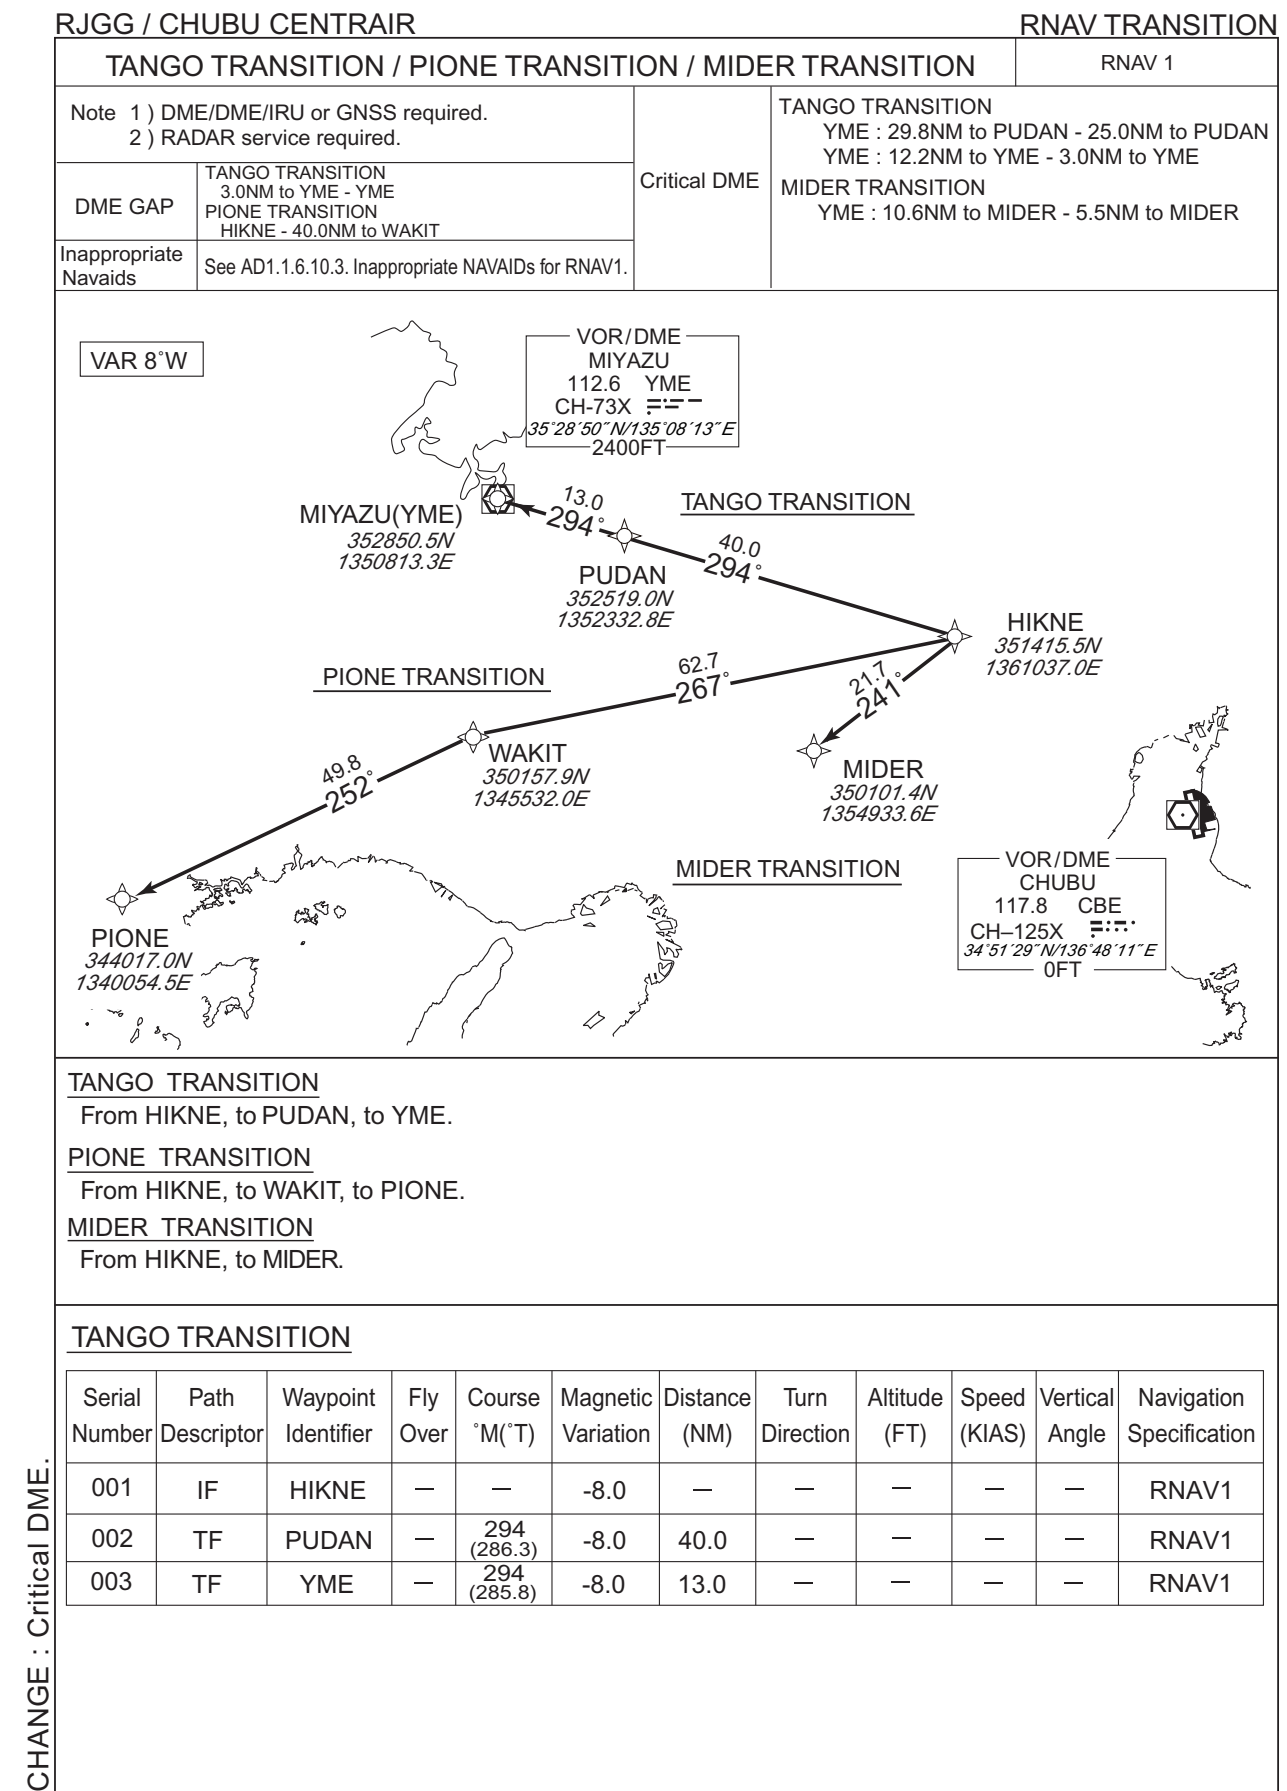 RJGG / CHUBU CENTRAIR
RNAV TRANSITION
TANGO TRANSITION / PIONE TRANSITION / MIDER TRANSITION
RNAV 1
Note 1 ) DME/DME/IRU or GNSS required.
2 ) RADAR service required.
DME GAP
TANGO TRANSITION
3.0NM to YME - YME
PIONE TRANSITION
HIKNE - 40.0NM to WAKIT
Inappropriate
Navaids
See AD1.1.6.10.3. Inappropriate NAVAIDs for RNAV1.
Critical DME
TANGO TRANSITION
YME : 29.8NM to PUDAN - 25.0NM to PUDAN
YME : 12.2NM to YME - 3.0NM to YME
MIDER TRANSITION
YME : 10.6NM to MIDER - 5.5NM to MIDER
VAR 8˚W
VOR/DME
MIYAZU
112.6 YME
CH-73X
35˚28´50˝N/135˚08´13˝E
2400FT
MIYAZU(YME)
352850.5N
1350813.3E
13.0
294˚
TANGO TRANSITION
PUDAN
352519.0N
1352332.8E
40.0
294˚
HIKNE
351415.5N
1361037.0E
PIONE TRANSITION
62.7
267˚
21.7
241˚
WAKIT
350157.9N
1345532.0E
MIDER
350101.4N
1354933.6E
49.8
252˚
MIDER TRANSITION
VOR/DME
CHUBU
117.8 CBE
CH–125X
34˚51´29˝N/136˚48´11˝E
0FT
PIONE
344017.0N
1340054.5E
TANGO TRANSITION
From HIKNE, to PUDAN, to YME.
PIONE TRANSITION
From HIKNE, to WAKIT, to PIONE.
MIDER TRANSITION
From HIKNE, to MIDER.
TANGO TRANSITION
Serial Number Path Descriptor Waypoint Identifier Fly Over Course ˚M(˚T) Magnetic Variation Distance (NM) Turn Direction Altitude (FT) Speed (KIAS) Vertical Angle Navigation Specification
001 IF HIKNE — — -8.0 — — — — — RNAV1
002 TF PUDAN — 294 (286.3) -8.0 40.0 — — — — RNAV1
003 TF YME — 294 (285.8) -8.0 13.0 — — — — RNAV1
CHANGE : Critical DME.